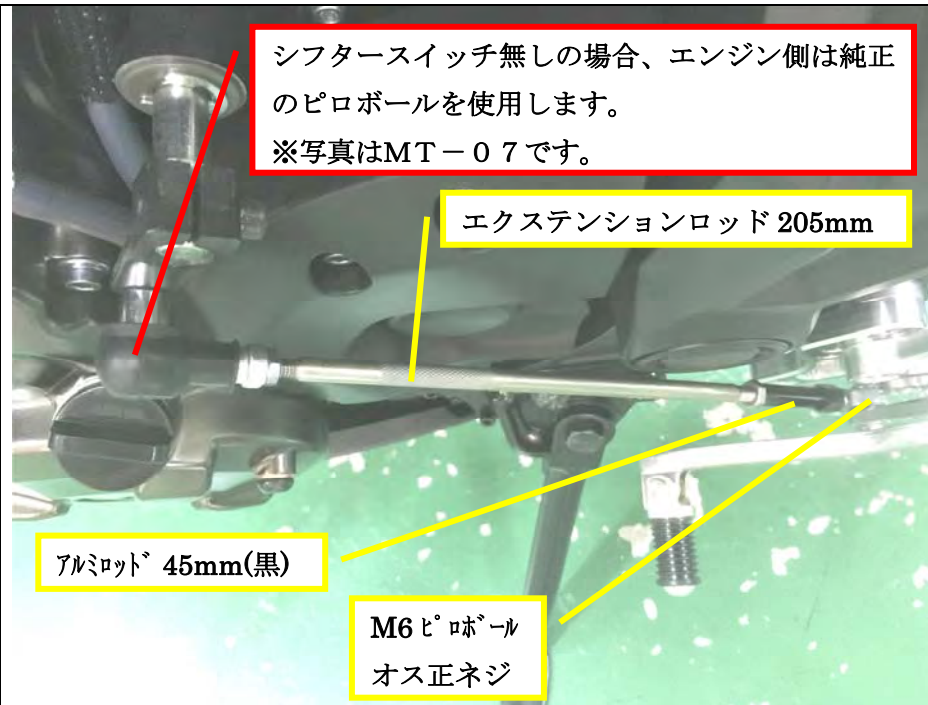 シフタースイッチ無しの場合、エンジン側は純正
のピロボールを使用します。
※写真はＭＴ－０７です。
エクステンションロッド 205mm
ｱﾙﾐﾛｯﾄﾞ 45mm(黒)
M6 ﾋﾟﾛﾎﾞｰﾙ
オス正ネジ